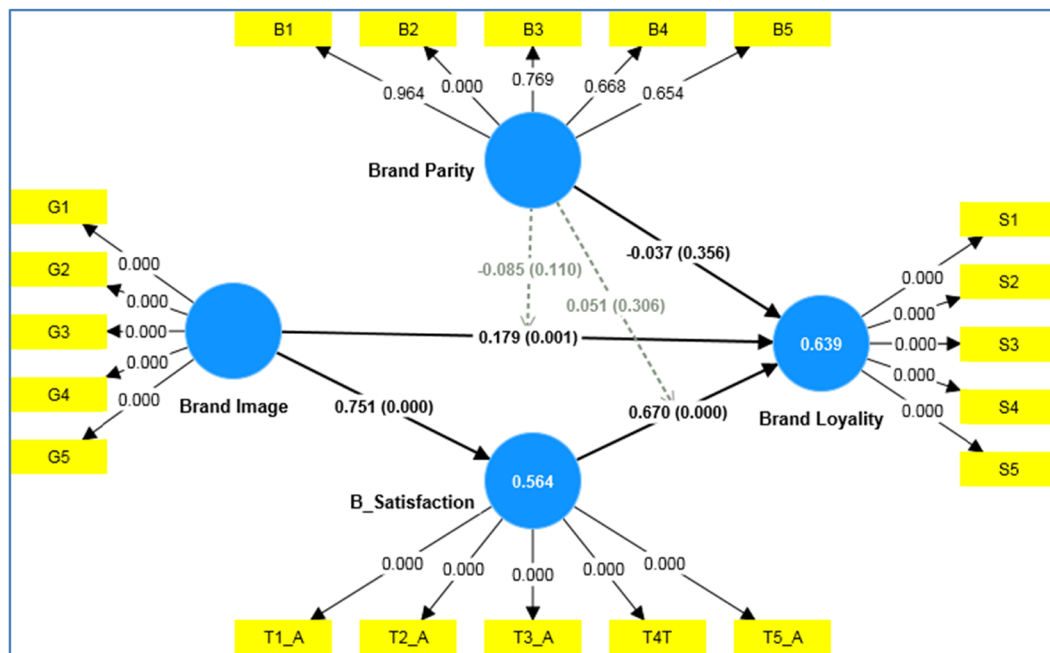 B1
B2
B3
B4
B5
0.964
0.000
0.769
0.668
0.654
Brand Parity
G1
G2
G3
G4
G5
0.000
0.000
0.000
0.000
0.000
Brand Image
-0.085 (0.110)
0.051 (0.306)
-0.037 (0.356)
0.179 (0.001)
0.751 (0.000)
0.670 (0.000)
0.639
Brand Loyality
S1
S2
S3
S4
S5
0.000
0.000
0.000
0.000
0.000
0.564
B_Satisfaction
0.000
0.000
0.000
0.000
0.000
T1_A
T2_A
T3_A
T4T
T5_A